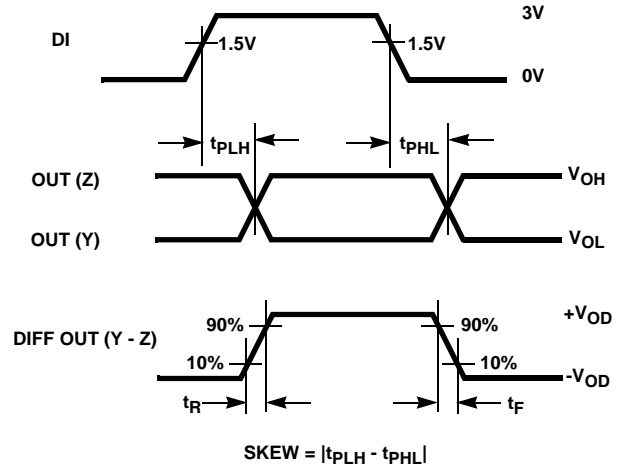 3V
DI
1.5V
1.5V
0V
tPLH
tPHL
OUT (Z)
VOH
OUT (Y)
VOL
+VOD
90%
90%
DIFF OUT (Y - Z)
10%
10%
-VOD
tR
tF
SKEW = |tPLH - tPHL|